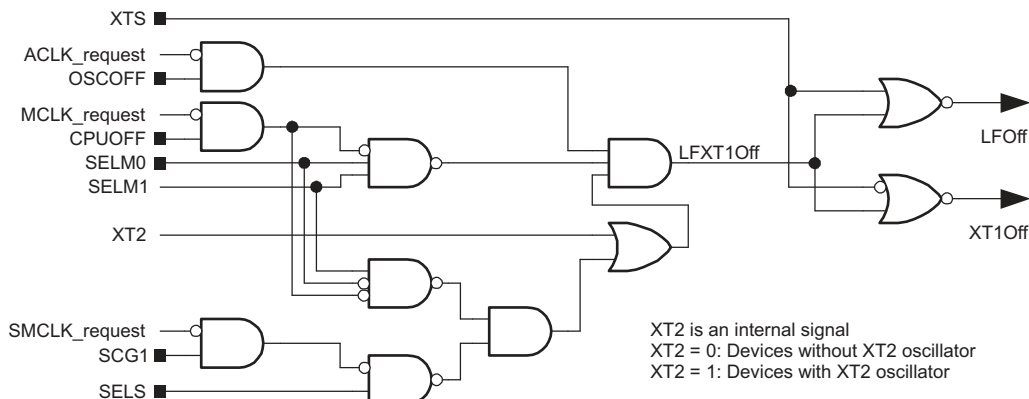 XTS
ACLK_request
OSCOFF
MCLK_request
CPUOFF
SELM0
SELM1
XT2
SMCLK_request
SCG1
SELS
LFXT1Off
LFOff
XT1Off
XT2 is an internal signal
XT2 = 0: Devices without XT2 oscillator
XT2 = 1: Devices with XT2 oscillator